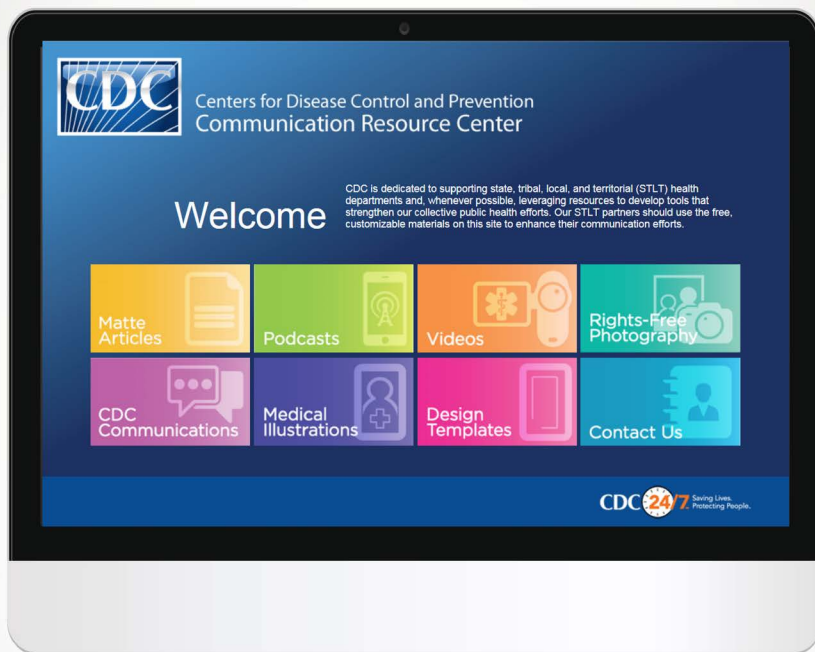 CDC
Centers for Disease Control and Prevention
Communication Resource Center
Welcome
CDC is dedicated to supporting state, tribal, local, and territorial (STLT) health
departments and, whenever possible, leveraging resources to develop tools that
strengthen our collective public health efforts. Our STLT partners should use the free,
customizable materials on this site to enhance their communication efforts.
Matte
Articles
Podcasts
Videos
Rights-Free
Photography
CDC
Communications
Medical
Illustrations
Design
Templates
Contact Us
CDC 24/7
Saving Lives.
Protecting People.